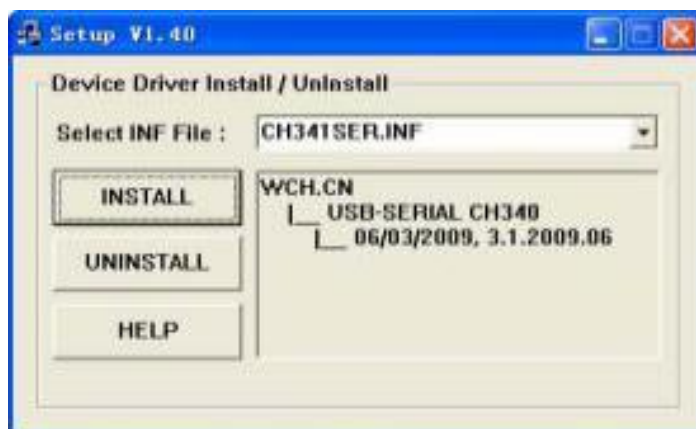 Setup V1.40
Device Driver Install / UnInstall
Select INF File : CH341SER.INF
INSTALL
UNINSTALL
HELP
WCH.CN
|__ USB-SERIAL CH340
|__ 06/03/2009, 3.1.2009.06